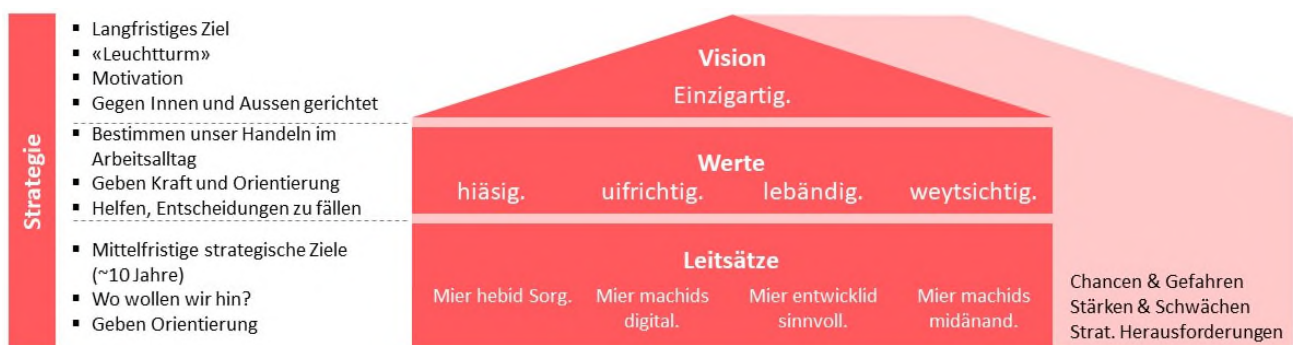 Strategie
▪ Langfristiges Ziel
▪ «Leuchtturm»
▪ Motivation
▪ Gegen Innen und Aussen gerichtet
▪ Bestimmen unser Handeln im
Arbeitsalltag
▪ Geben Kraft und Orientierung
▪ Helfen, Entscheidungen zu fällen
▪ Mittelfristige strategische Ziele
(~10 Jahre)
▪ Wo wollen wir hin?
▪ Geben Orientierung
Vision
Einzigartig.
Werte
hiäsig. uifrichtig. lebändig. weytsichtig.
Leitsätze
Mier hebid Sorg.
Mier machids
digital.
Mier entwicklid
sinnvoll.
Mier machids
midänand.
Chancen & Gefahren
Stärken & Schwächen
Strat. Herausforderungen